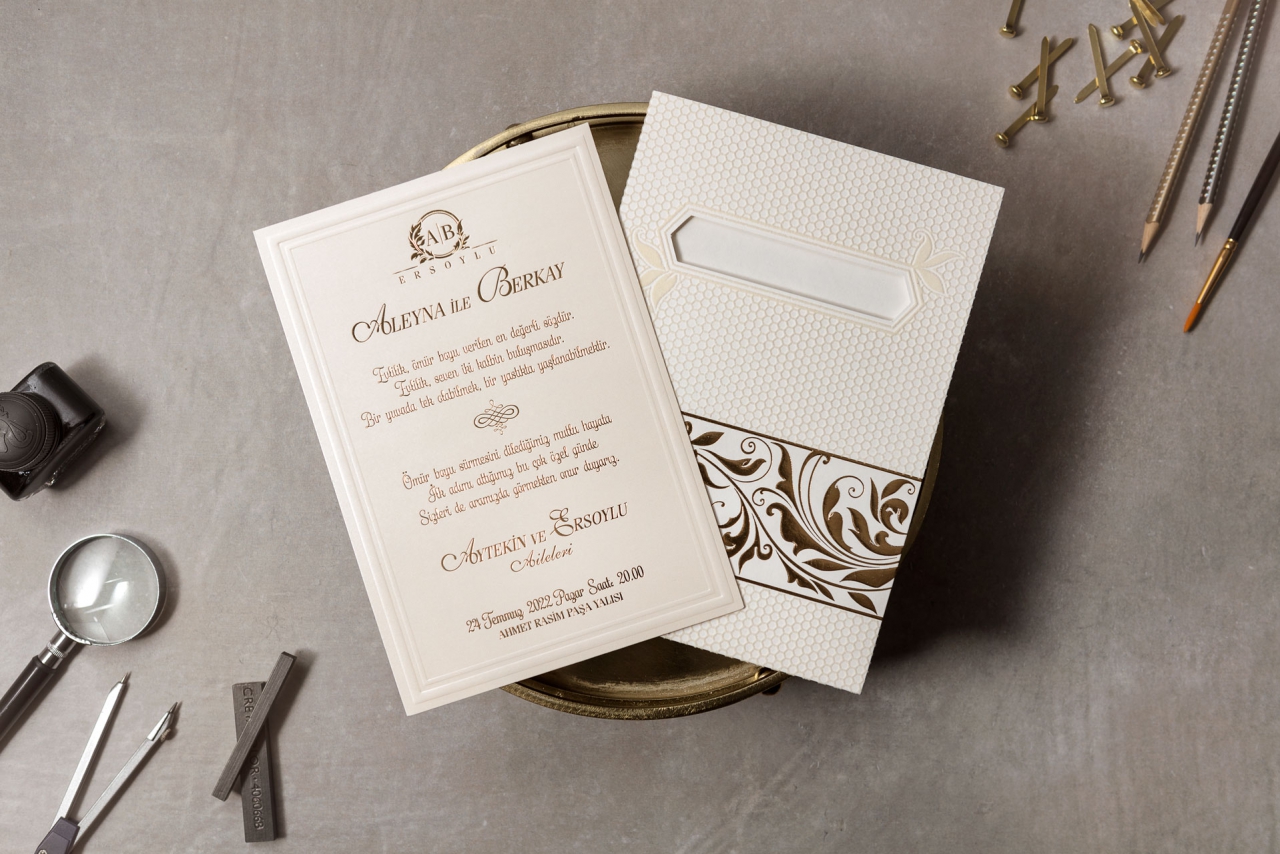 A|B
ERSOYLU
ALEYNA İLE BERKAY
Evlilik, ömür boyu verilen en değerli sözdür.
Evlilik, seven iki kalbin buluşmasıdır.
Bir yuvada tek olabilmek, bir yastıkta yaşlanabilmektir.
Ömür boyu sürmesini dilediğimiz mutlu hayata
İlk adımı attığımız bu çok özel günde
Sizleri de aramızda görmekten onur duyarız.
AYTEKİN VE ERSOYLU
Aileleri
24 Temmuz 2022 Pazar Saat: 20.00
AHMET RASİM PAŞA YALISI